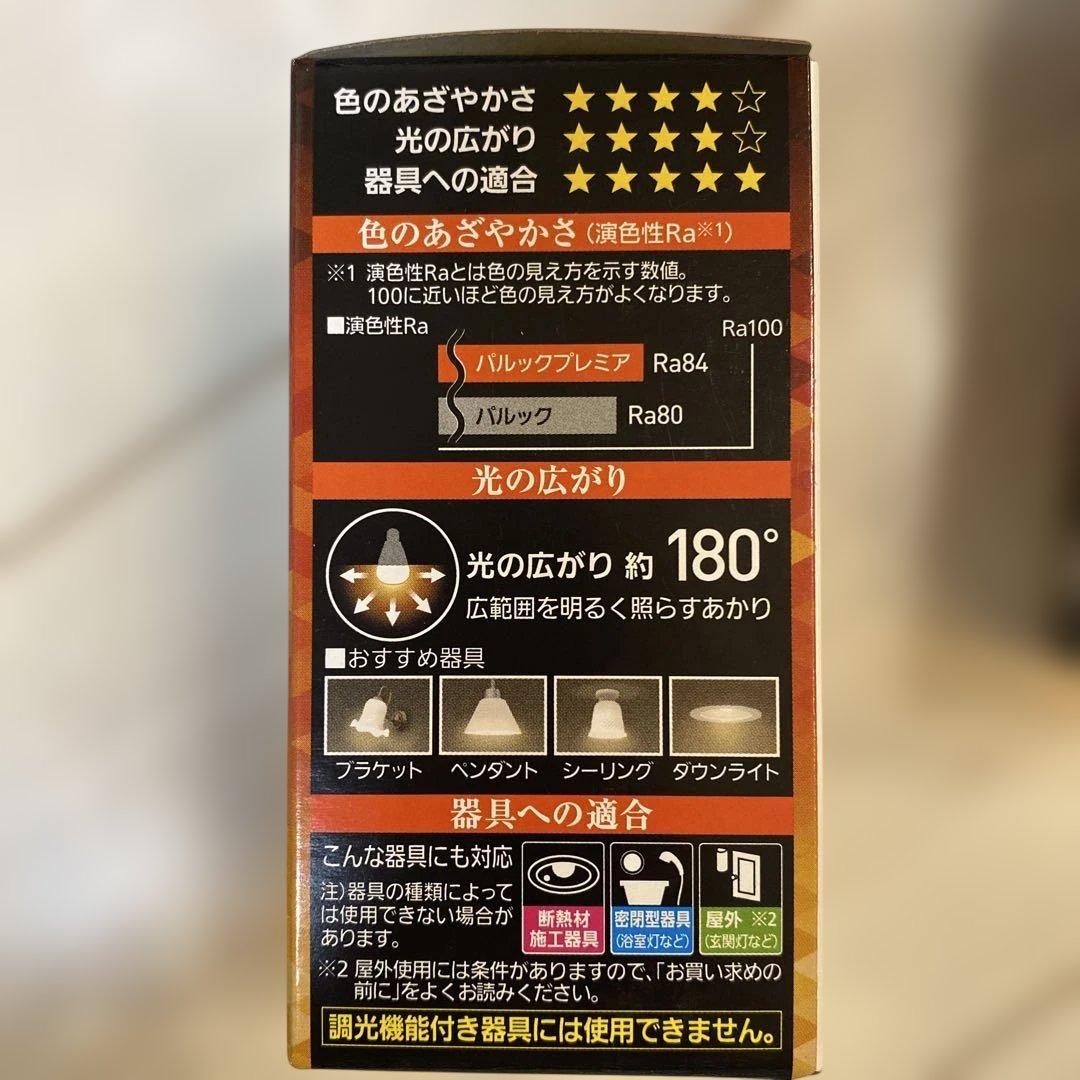 色のあざやかさ ★★★★☆
光の広がり ★★★★☆
器具への適合 ★★★★★
色のあざやかさ(演色性Ra※1)
※1 演色性Raとは色の見え方を示す数値。
100に近いほど色の見え方がよくなります。
■演色性Ra Ra100
パルックプレミア Ra84
パルック Ra80
光の広がり
光の広がり 約180°
広範囲を明るく照らすあかり
■おすすめ器具
ブラケット ペンダント シーリング ダウンライト
器具への適合
こんな器具にも対応
注)器具の種類によって
は使用できない場合が
あります。
断熱材
施工器具
密閉型器具
(浴室灯など)
屋外 ※2
(玄関灯など)
※2 屋外使用には条件がありますので、「お買い求めの
前に」をよくお読みください。
調光機能付き器具には使用できません。